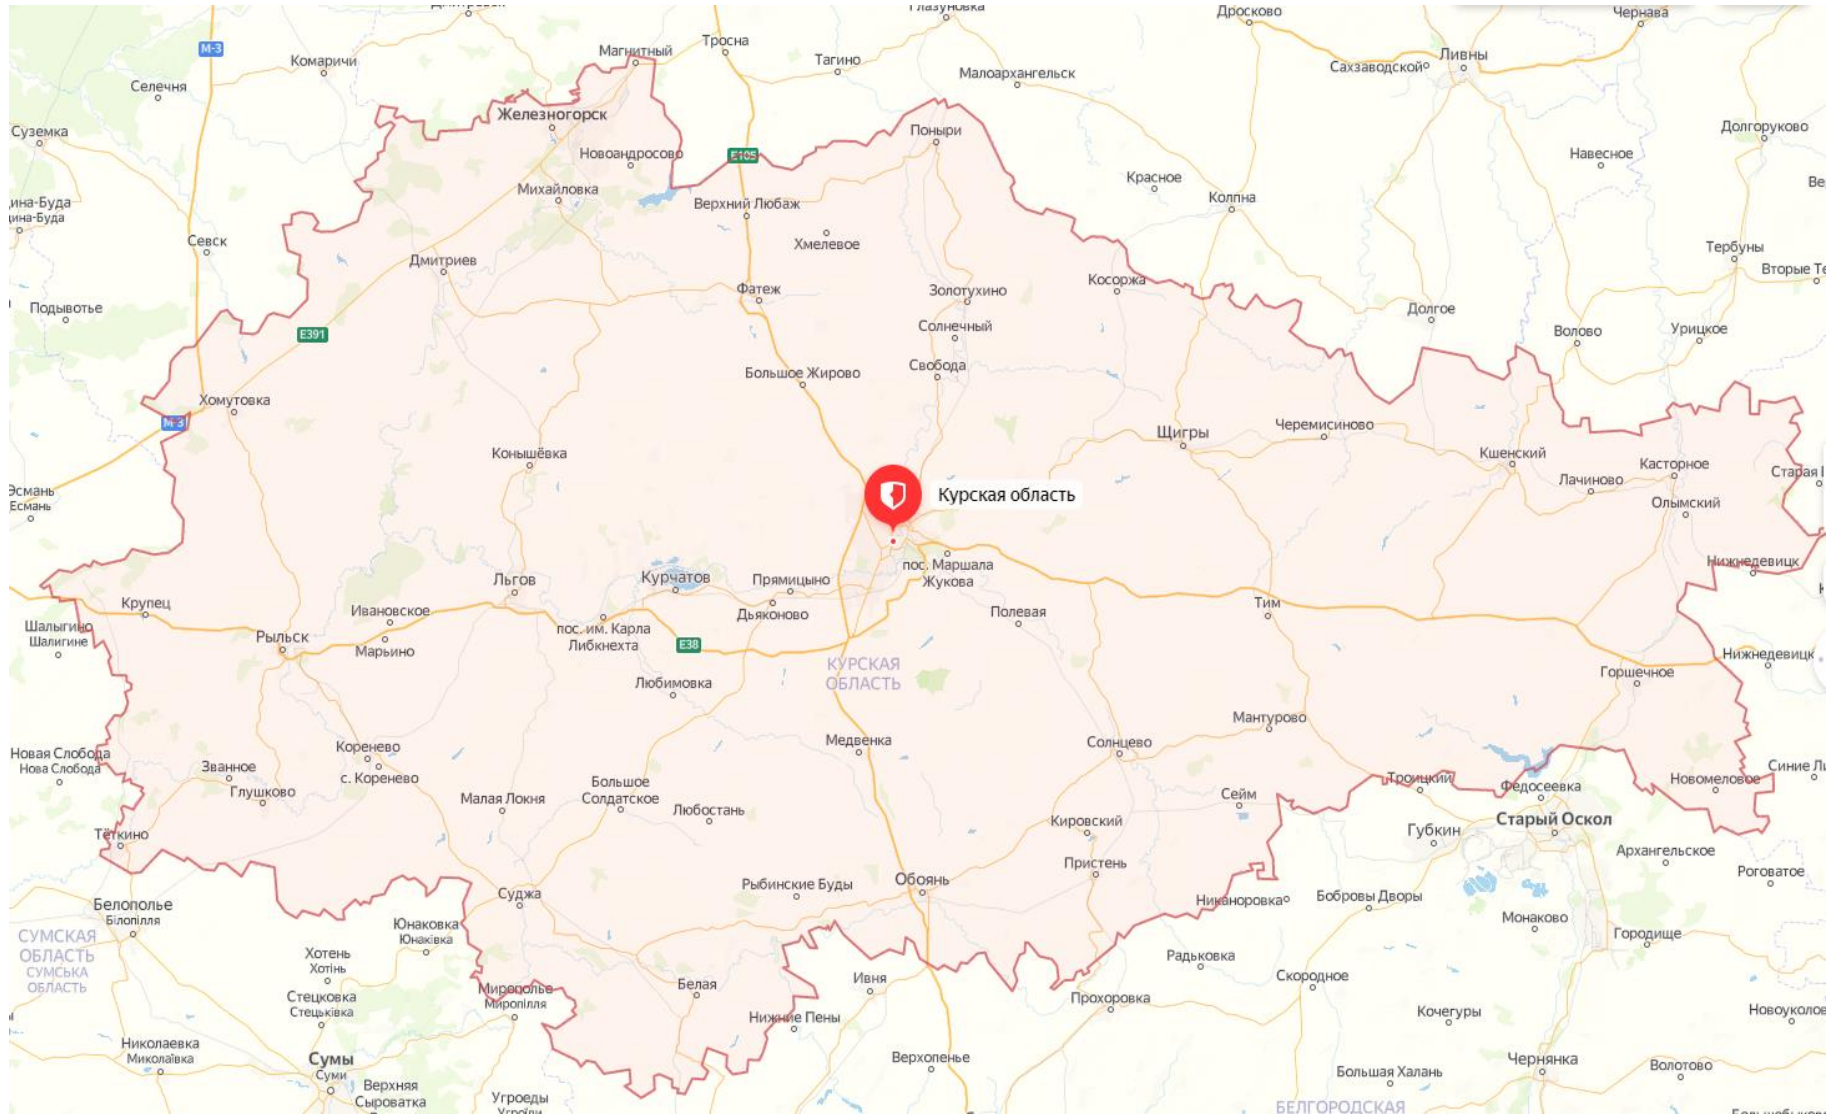 Глазуновка
Дросково
Чернава
М-3
Комаричи
Магнитный
Тросна
Тагино
Малоархангельск
Сахзаводской
Ливны
Селечня
Суземка
Железногорск
Поныри
Долгоруково
Новоандросово
E105
Навесное
Михайловка
Верхний Любаж
Красное
Колпна
Севск
Хмелевое
Тербуны
Дмитриев
Фатеж
Золотухино
Косоржа
Вторые Те
Подывотье
E391
Солнечный
Долгое
Волово
Урицкое
Большое Жирово
Свобода
Хомутовка
М-3
Конышёвка
Щигры
Черемисиново
Кшенский
Касторное
Старая
Лачиново
Олымский
Эсмань
Есмань
Курская область
Льгов
Курчатов
Прямицыно
пос. Маршала
Жукова
Нижнедевицк
Крупец
Ивановское
Дьяконово
Полевая
Тим
Шалыгино
Шалигине
Рыльск
Марьино
пос. им. Карла
Либкнехта
E38
КУРСКАЯ
ОБЛАСТЬ
Нижнедевицк
Любимовка
Горшечное
Мантурово
Новая Слобода
Нова Слобода
Коренево
с. Коренево
Медвенка
Солнцево
Званное
Глушково
Малая Локня
Большое
Солдатское
Любостань
Сейм
Троицкий
Федосеевка
Новомеловое
Синие Ли
Тёткино
Кировский
Губкин
Старый Оскол
Пристень
Архангельское
Роговатое
Белополье
Білопілля
Суджа
Рыбинские Буды
Обоянь
Никаноровка
Бобровы Дворы
Монаково
Городище
СУМСКАЯ
ОБЛАСТЬ
СУМСЬКА
ОБЛАСТЬ
Юнаковка
Юнаківка
Хотень
Хотінь
Радьковка
Скородное
Стецковка
Стецьківка
Мирополье
Миропілля
Белая
Ивня
Прохоровка
Нижние Пены
Кочегуры
Новоуколов
Николаевка
Миколаївка
Сумы
Суми
Верхняя
Сыроватка
Угроеды
Угроїди
Верхопенье
Большая Халань
Чернянка
Волотово
БЕЛГОРОДСКАЯ